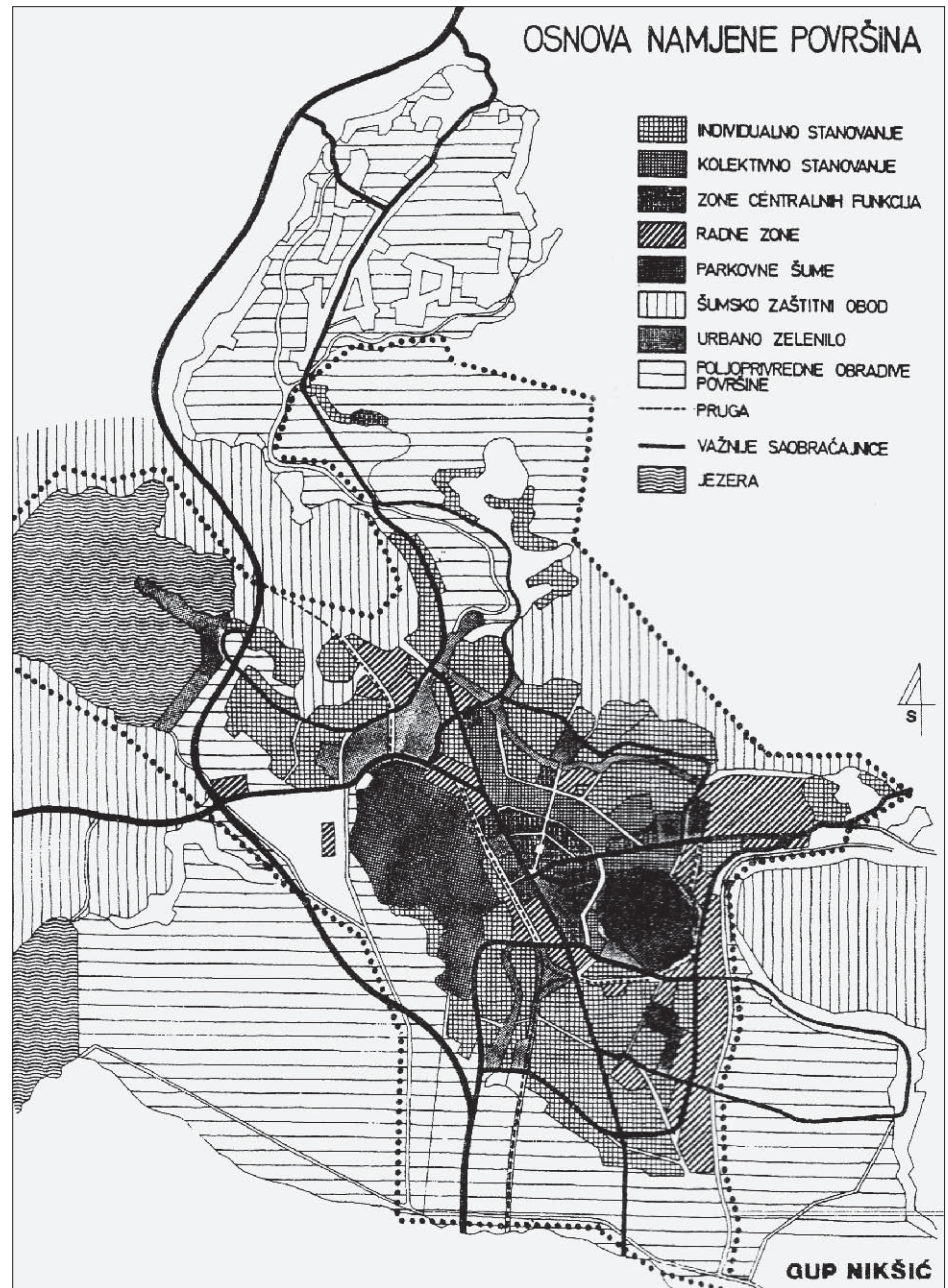 OSNOVA NAMJENE POVRŠINA
INDIVIDUALNO STANOVANJE
KOLEKTIVNO STANOVANJE
ZONE CENTRALNIH FUNKCIJA
RADNE ZONE
PARKOVNE ŠUME
ŠUMSKO ZAŠTITNI OBOD
URBANO ZELENILO
POLJOPRIVREDNE OBRADIVE
POVRŠINE
PRUGA
VAŽNIJE SAOBRAĆAJNICE
JEZERA
S
GUP NIKŠIĆ